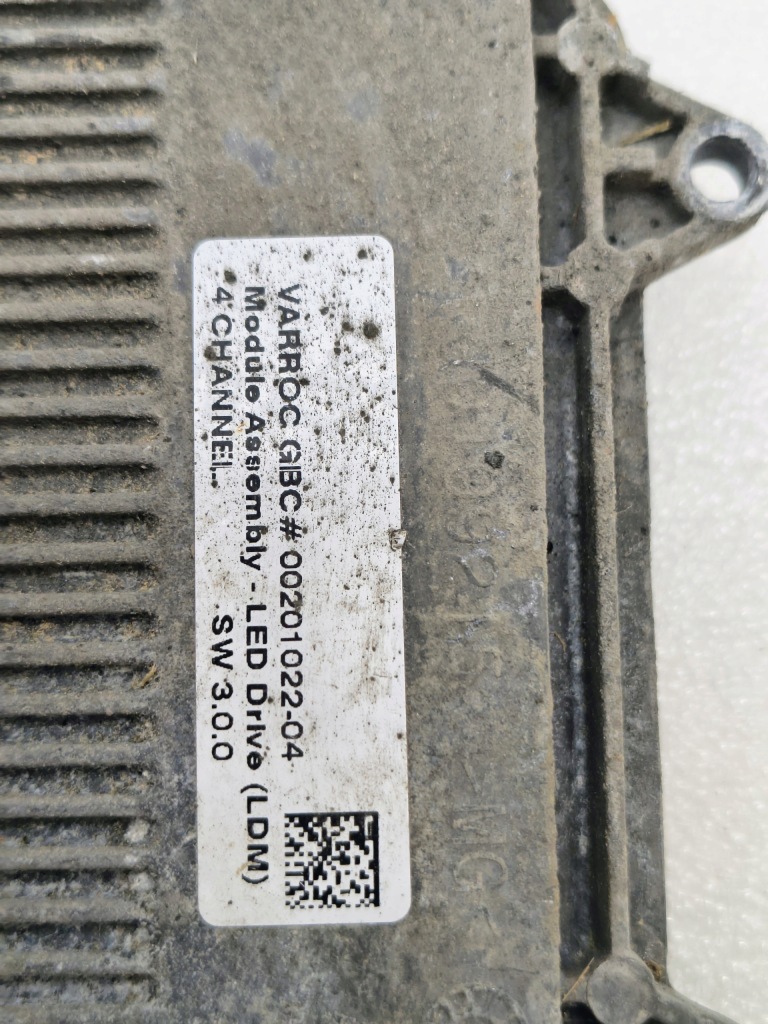 VARROC GBC# 00201022-04
Module Assembly - LED Drive (LDM)
4 CHANNEL SW 3.0.0